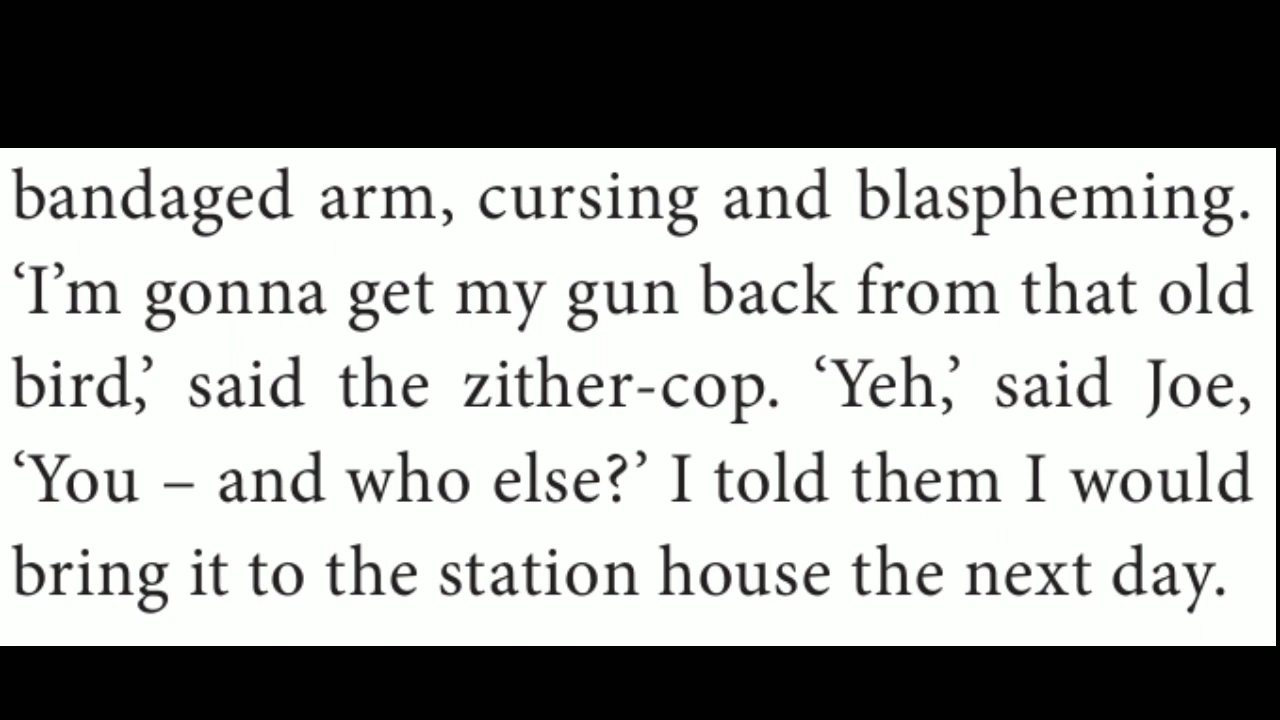 bandaged arm, cursing and blaspheming.
‘I’m gonna get my gun back from that old
bird,’ said the zither-cop. ‘Yeh,’ said Joe,
‘You – and who else?’ I told them I would
bring it to the station house the next day.